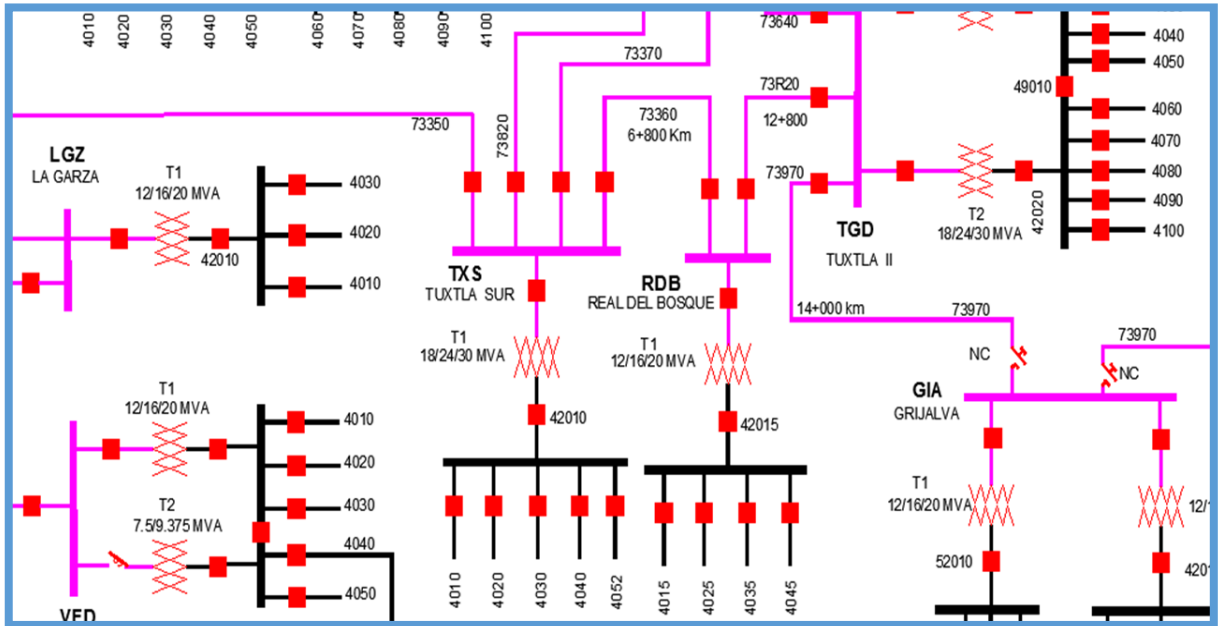 4010
4020
4030
4040
4050
4060
4070
4080
4090
4100
73350
73820
73370
73360
6+800 Km
73640
73R20
12+800
73970
49010
4040
4050
4060
4070
4080
4090
4100
42020
T2
18/24/30 MVA
TGD
TUXTLA II
LGZ
LA GARZA
T1
12/16/20 MVA
42010
4030
4020
4010
TXS
TUXTLA SUR
T1
18/24/30 MVA
42010
4010
4020
4030
4040
4052
RDB
REAL DEL BOSQUE
T1
12/16/20 MVA
42015
4015
4025
4035
4045
14+000 km
73970
NC
73970
NC
GIA
GRIJALVA
T1
12/16/20 MVA
52010
12/
4201
T1
12/16/20 MVA
T2
7.5/9.375 MVA
4010
4020
4030
4040
4050